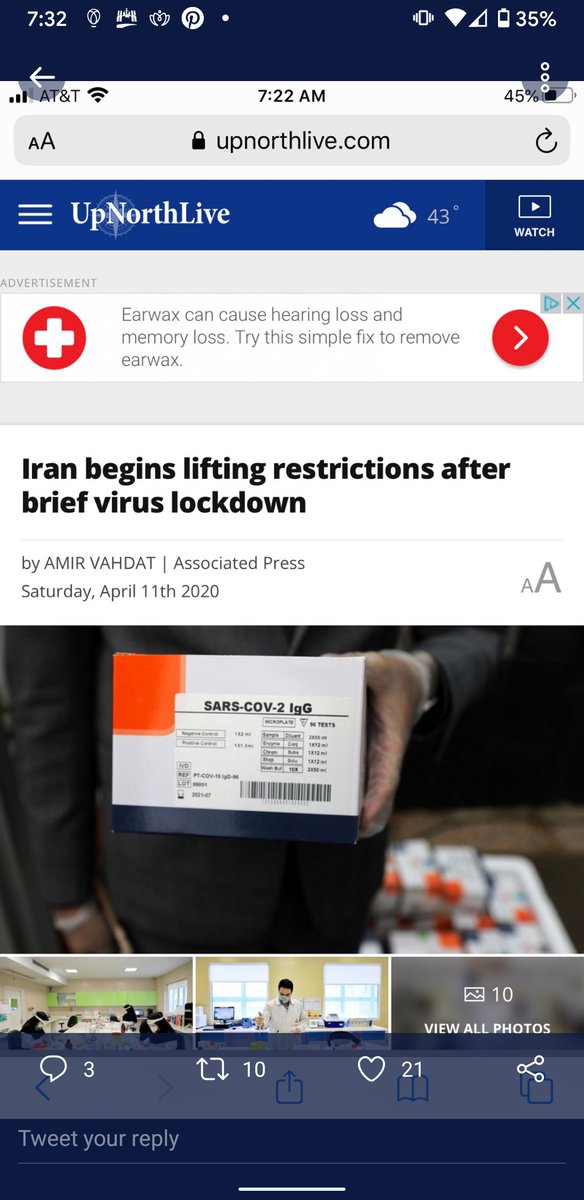 7:32
35%
AT&T
7:22 AM
45%
AA
upnorthlive.com
UpNorthLive
43°
WATCH
ADVERTISEMENT
Earwax can cause hearing loss and
memory loss. Try this simple fix to remove
earwax.
Iran begins lifting restrictions after
brief virus lockdown
by AMIR VAHDAT | Associated Press
Saturday, April 11th 2020
AA
SARS-COV-2 IgG
MICROPLATE 96 TESTS
Negative Control 1X2 ml
Positive Control 1X1.5ml
Sample Diluent 2X50 ml
Enzyme Conj 1X12 ml
Chrom Subs 1X12 ml
Stop Solu 1X12 ml
Wash Buf 10X 2X50 ml
IVD
REF PT-COV-19 IgG-96
LOT 99001
2021-07
10
VIEW ALL PHOTOS
3
10
21
Tweet your reply